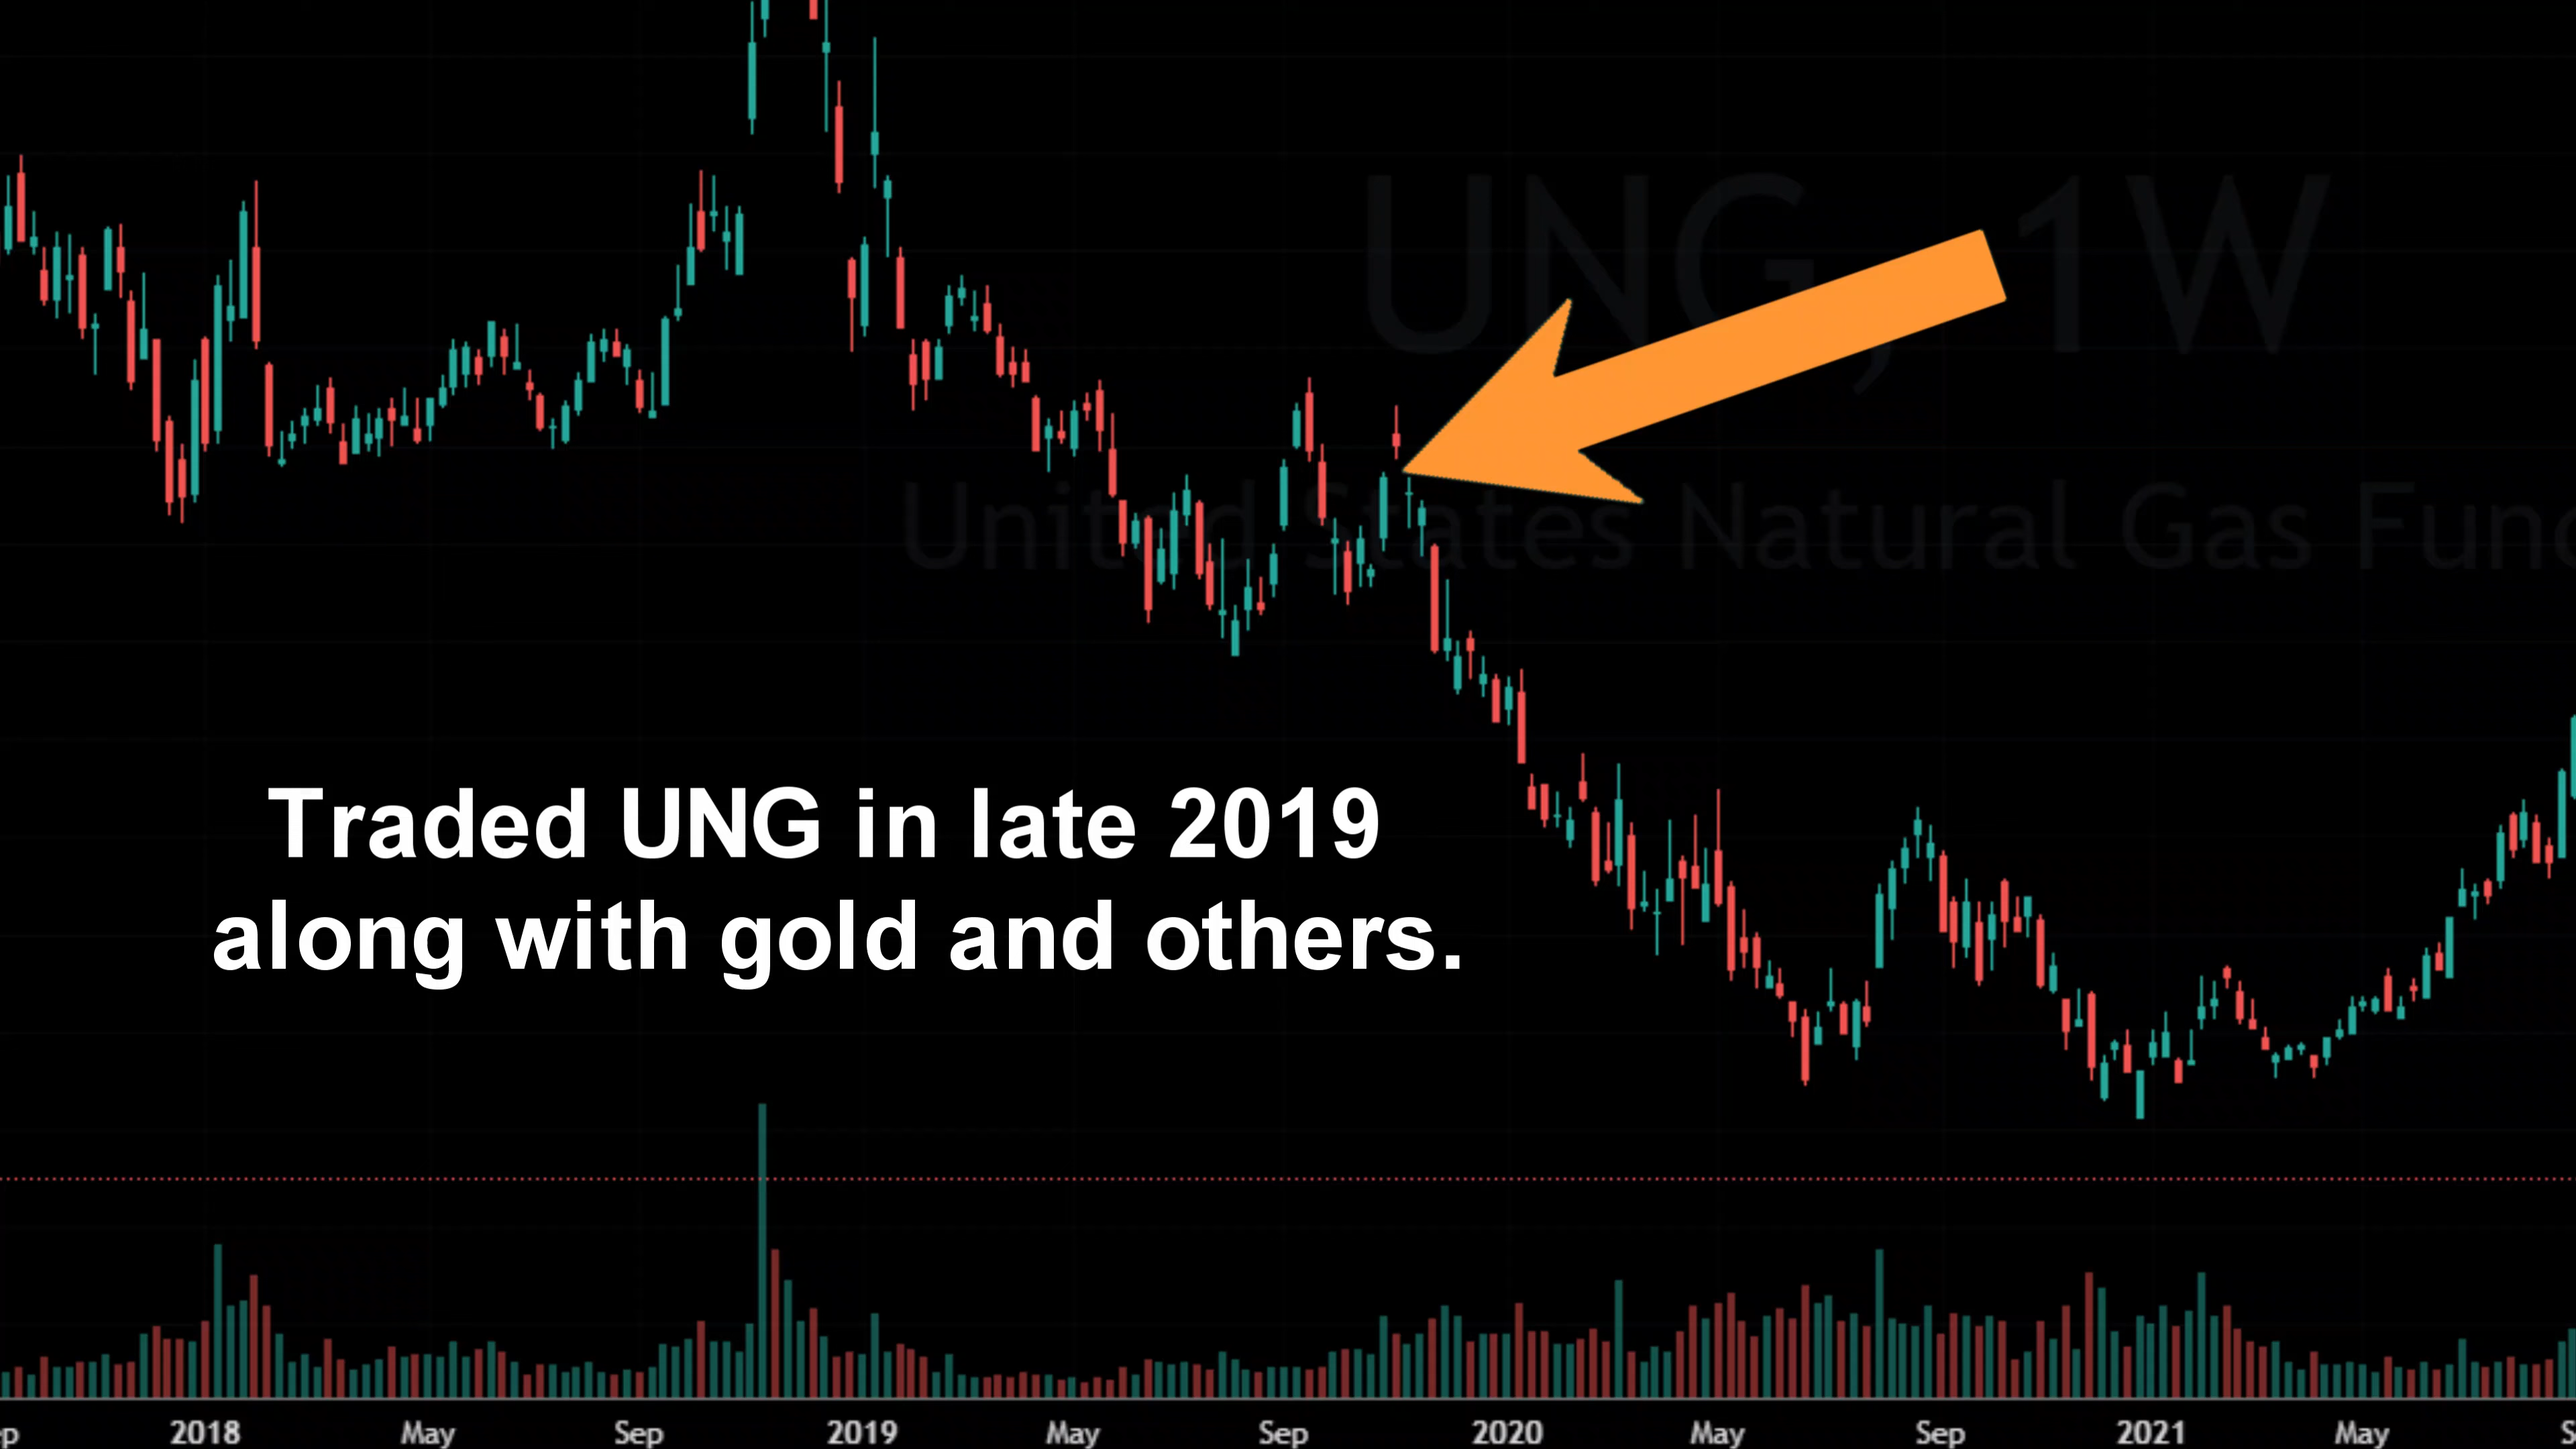 UNG, 1W
United States Natural Gas Fund
Traded UNG in late 2019
along with gold and others.
2018 May Sep 2019 May Sep 2020 May Sep 2021 May